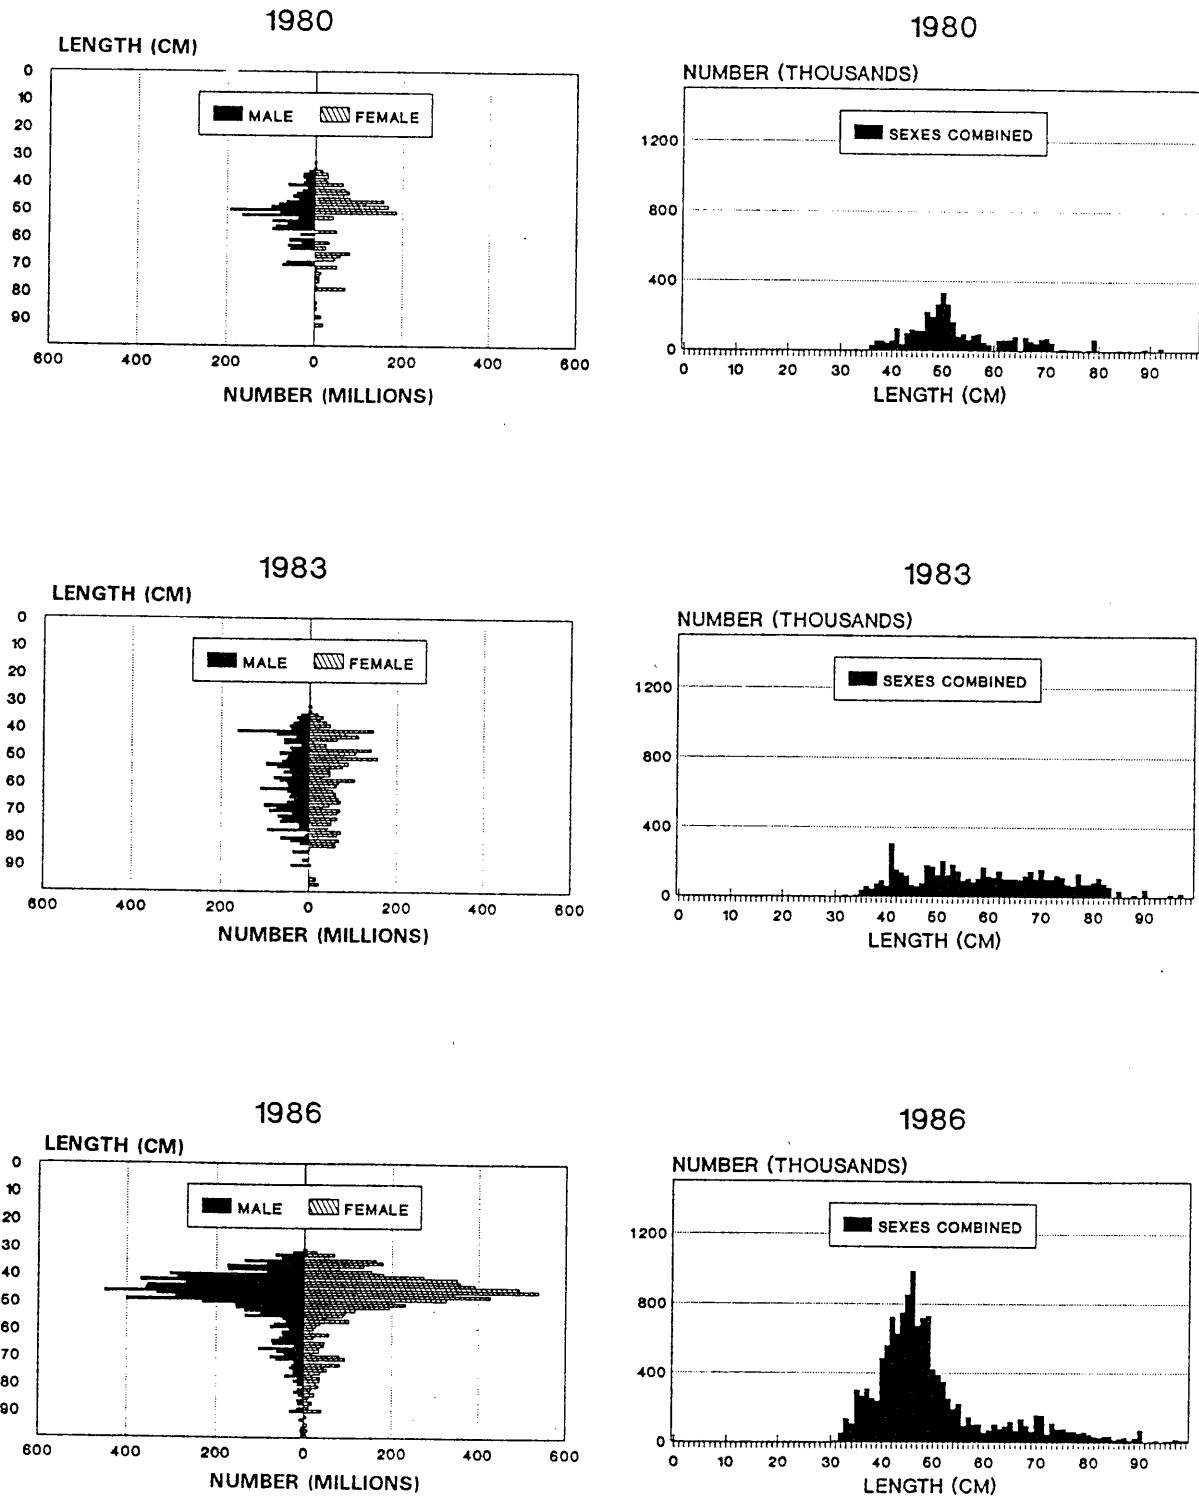 1980
LENGTH (CM)
0
10
20
30
40
50
60
70
80
90
MALE FEMALE
600 400 200 0 200 400 600
NUMBER (MILLIONS)
1980
NUMBER (THOUSANDS)
SEXES COMBINED
1200
800
400
0
0 10 20 30 40 50 60 70 80 90
LENGTH (CM)
1983
LENGTH (CM)
0
10
20
30
40
50
60
70
80
90
MALE FEMALE
600 400 200 0 200 400 600
NUMBER (MILLIONS)
1983
NUMBER (THOUSANDS)
SEXES COMBINED
1200
800
400
0
0 10 20 30 40 50 60 70 80 90
LENGTH (CM)
1986
LENGTH (CM)
0
10
20
30
40
50
60
70
80
90
MALE FEMALE
600 400 200 0 200 400 600
NUMBER (MILLIONS)
1986
NUMBER (THOUSANDS)
SEXES COMBINED
1200
800
400
0
0 10 20 30 40 50 60 70 80 90
LENGTH (CM)